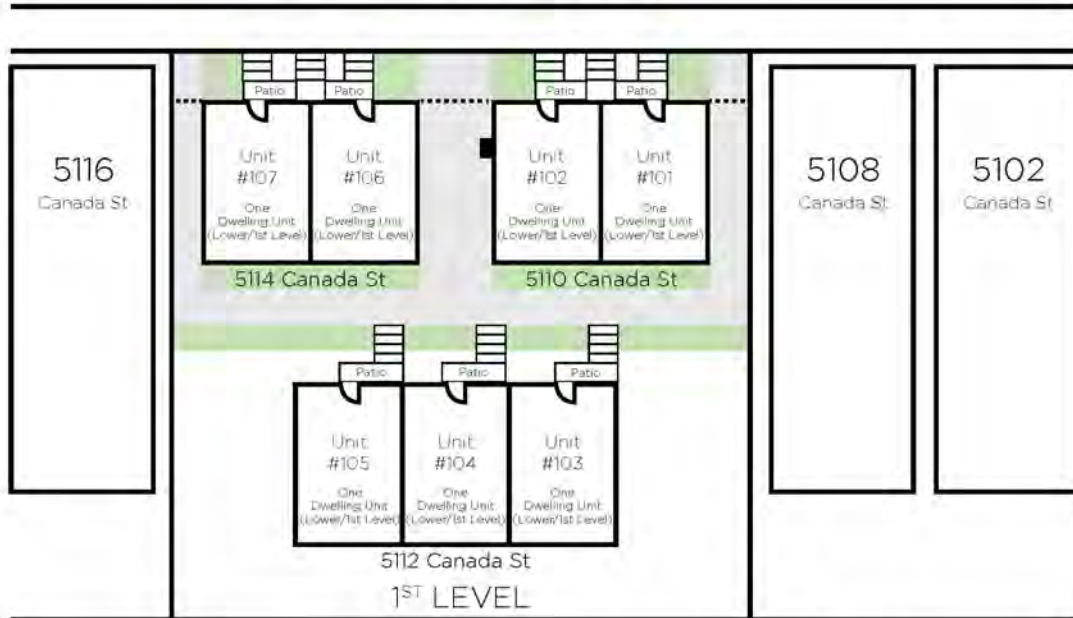 Patio
Patio
Patio
Patio
5116
Canada St
Unit
#107
One
Dwelling Unit
(Lower/1st Level)
Unit
#106
One
Dwelling Unit
(Lower/1st Level)
Unit
#102
One
Dwelling Unit
(Lower/1st Level)
Unit
#101
One
Dwelling Unit
(Lower/1st Level)
5108
Canada St
5102
Canada St
5114 Canada St
5110 Canada St
Patio
Patio
Patio
Unit
#105
One
Dwelling Unit
(Lower/1st Level)
Unit
#104
One
Dwelling Unit
(Lower/1st Level)
Unit
#103
One
Dwelling Unit
(Lower/1st Level)
5112 Canada St
1ST LEVEL